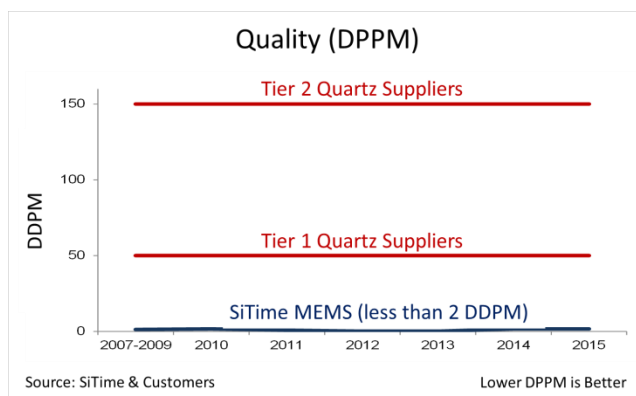 Quality (DPPM)
Tier 2 Quartz Suppliers
150
100
DDPM
Tier 1 Quartz Suppliers
50
SiTime MEMS (less than 2 DDPM)
0
2007-2009 2010 2011 2012 2013 2014 2015
Source: SiTime & Customers Lower DPPM is Better